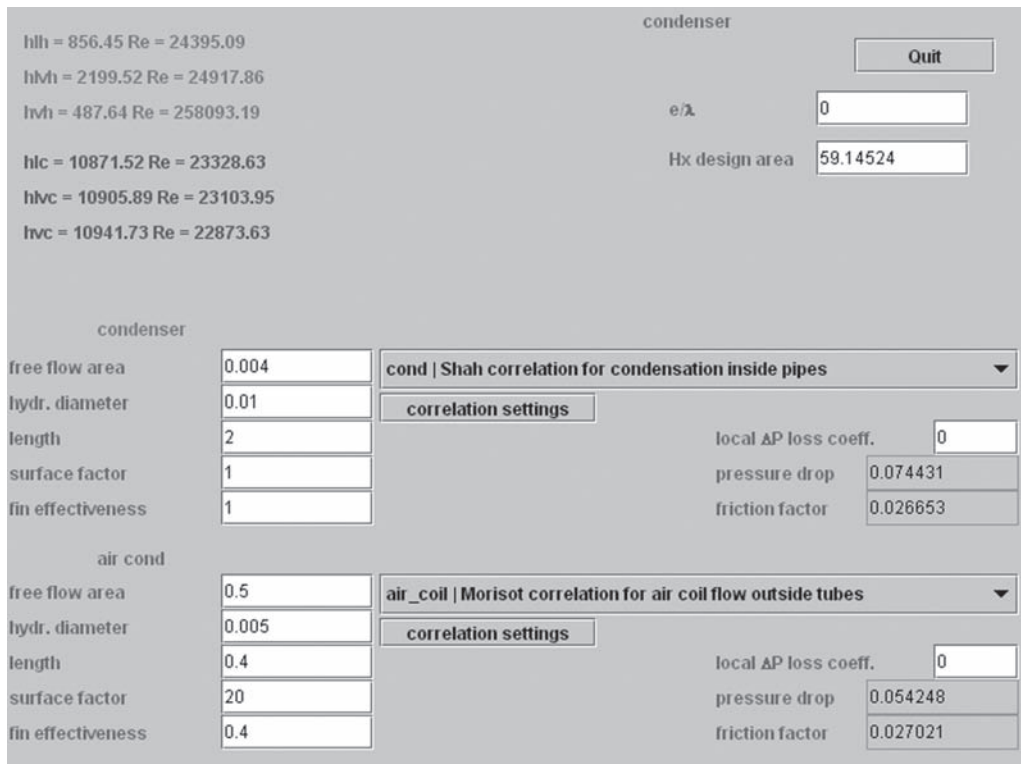 condenser
hlh = 856.45 Re = 24395.09
Quit
hlvh = 2199.52 Re = 24917.86
e/λ 0
hvh = 487.64 Re = 258093.19
hlc = 10871.52 Re = 23328.63
Hx design area 59.14524
hlvc = 10905.89 Re = 23103.95
hvc = 10941.73 Re = 22873.63
condenser
free flow area 0.004 cond | Shah correlation for condensation inside pipes
hydr. diameter 0.01 correlation settings
length 2 local ΔP loss coeff. 0
surface factor 1 pressure drop 0.074431
fin effectiveness 1 friction factor 0.026653
air cond
free flow area 0.5 air_coil | Morisot correlation for air coil flow outside tubes
hydr. diameter 0.005 correlation settings
length 0.4 local ΔP loss coeff. 0
surface factor 20 pressure drop 0.054248
fin effectiveness 0.4 friction factor 0.027021